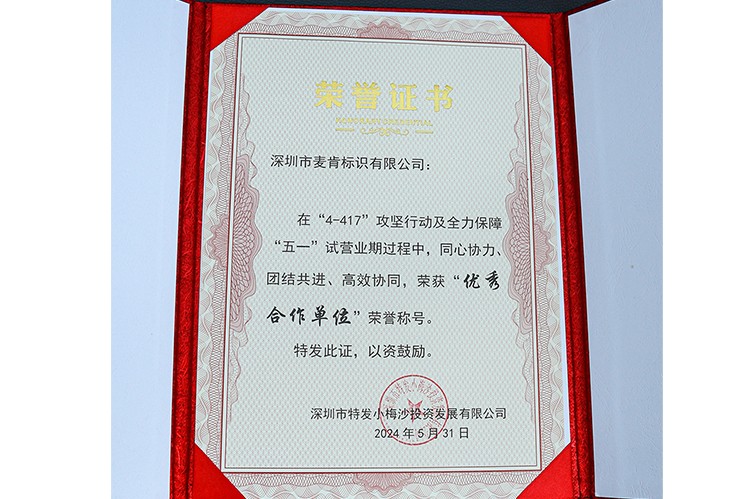 荣誉证书
HONORARY CREDENTIAL
深圳市麦肯标识有限公司：
在“4-417”攻坚行动及全力保障
“五一”试营业期过程中，同心协力、
团结共进、高效协同，荣获“优秀
合作单位”荣誉称号。
特发此证，以资鼓励。
深圳市特发小梅沙投资发展有限公司
2024年5月31日